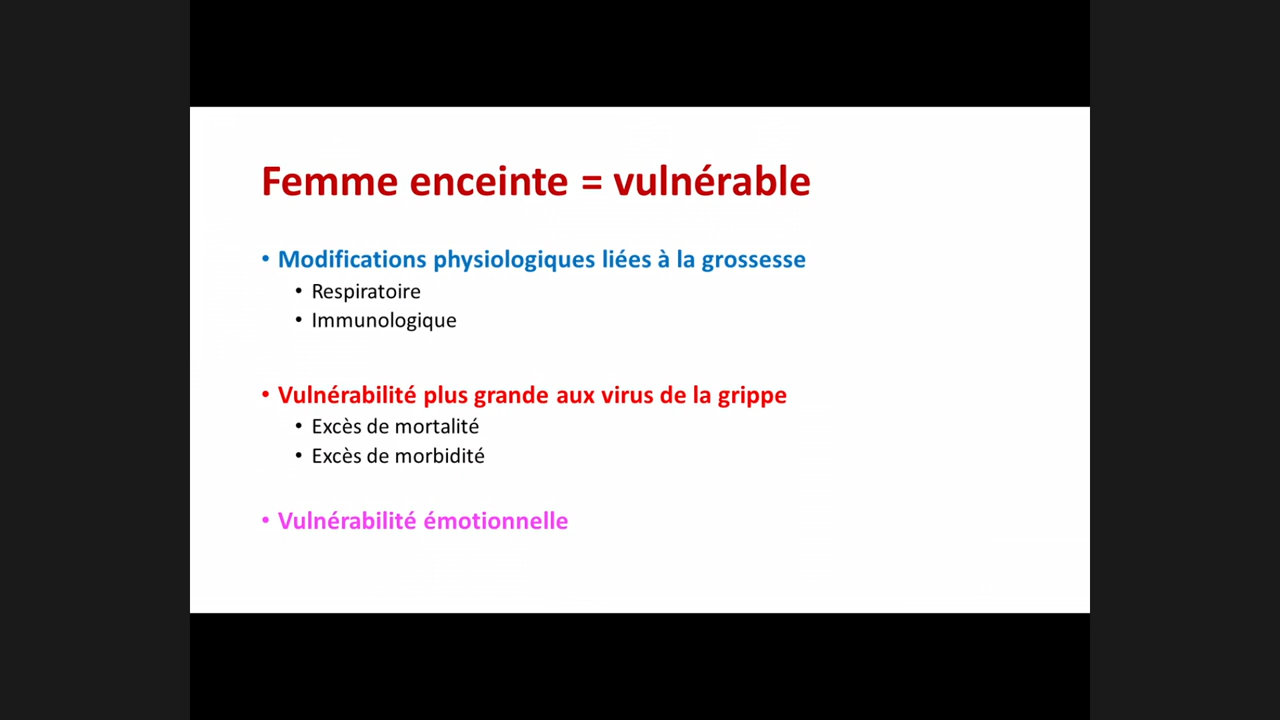 Femme enceinte = vulnérable
• Modifications physiologiques liées à la grossesse
• Respiratoire
• Immunologique
• Vulnérabilité plus grande aux virus de la grippe
• Excès de mortalité
• Excès de morbidité
• Vulnérabilité émotionnelle